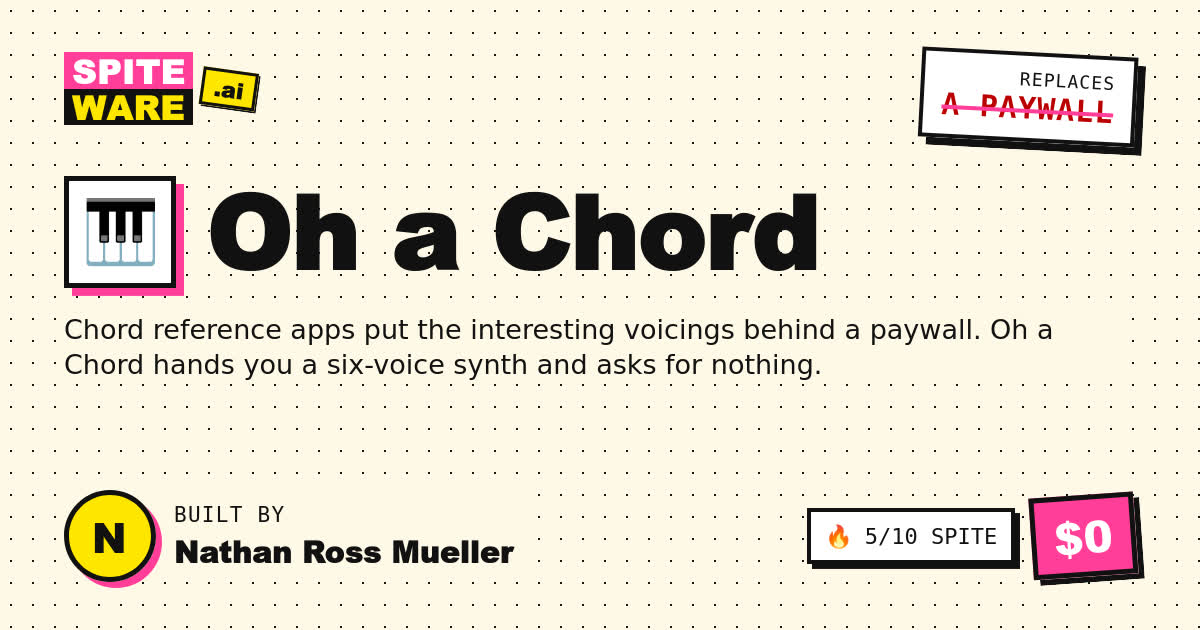 SPITE
WARE
.ai
REPLACES
A PAYWALL
Oh a Chord
Chord reference apps put the interesting voicings behind a paywall. Oh a
Chord hands you a six-voice synth and asks for nothing.
N
BUILT BY
Nathan Ross Mueller
🔥 5/10 SPITE
$0